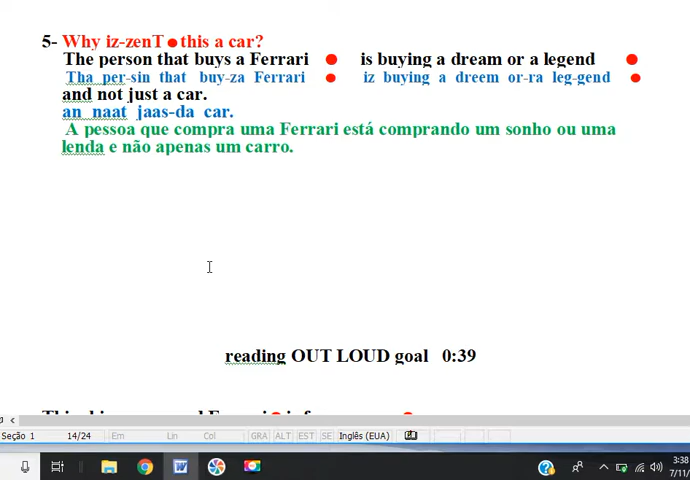 5- Why iz-zenT this a car?
The person that buys a Ferrari is buying a dream or a legend
Tha per-sin that buy-za Ferrari iz buying a dreem or-ra leg-gend
and not just a car.
an naat jaas-da car.
A pessoa que compra uma Ferrari está comprando um sonho ou uma
lenda e não apenas um carro.
reading OUT LOUD goal 0:39
Seção 1 14/24 Em Lin Col GRA ALT EST SE Inglês (EUA)
3:38
7/11/